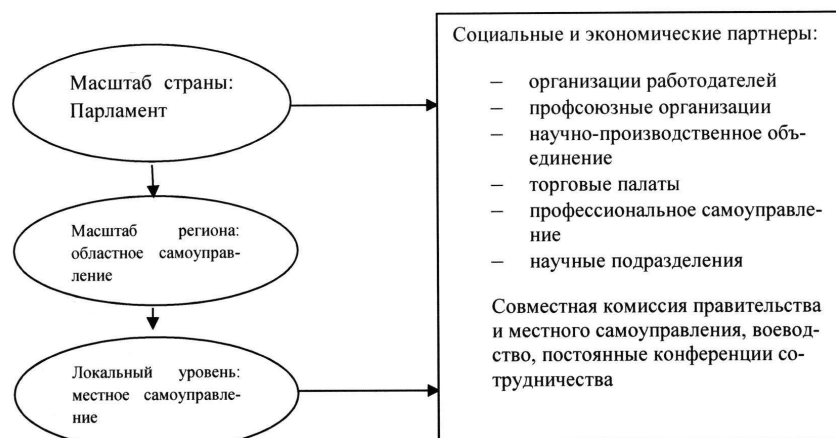 Масштаб страны:
Парламент
Масштаб региона:
областное самоуправ-
ление
Локальный уровень:
местное самоуправле-
ние
Социальные и экономические партнеры:
– организации работодателей
– профсоюзные организации
– научно-производственное объ-
единение
– торговые палаты
– профессиональное самоуправле-
ние
– научные подразделения
Совместная комиссия правительства
и местного самоуправления, воевод-
ство, постоянные конференции со-
трудничества